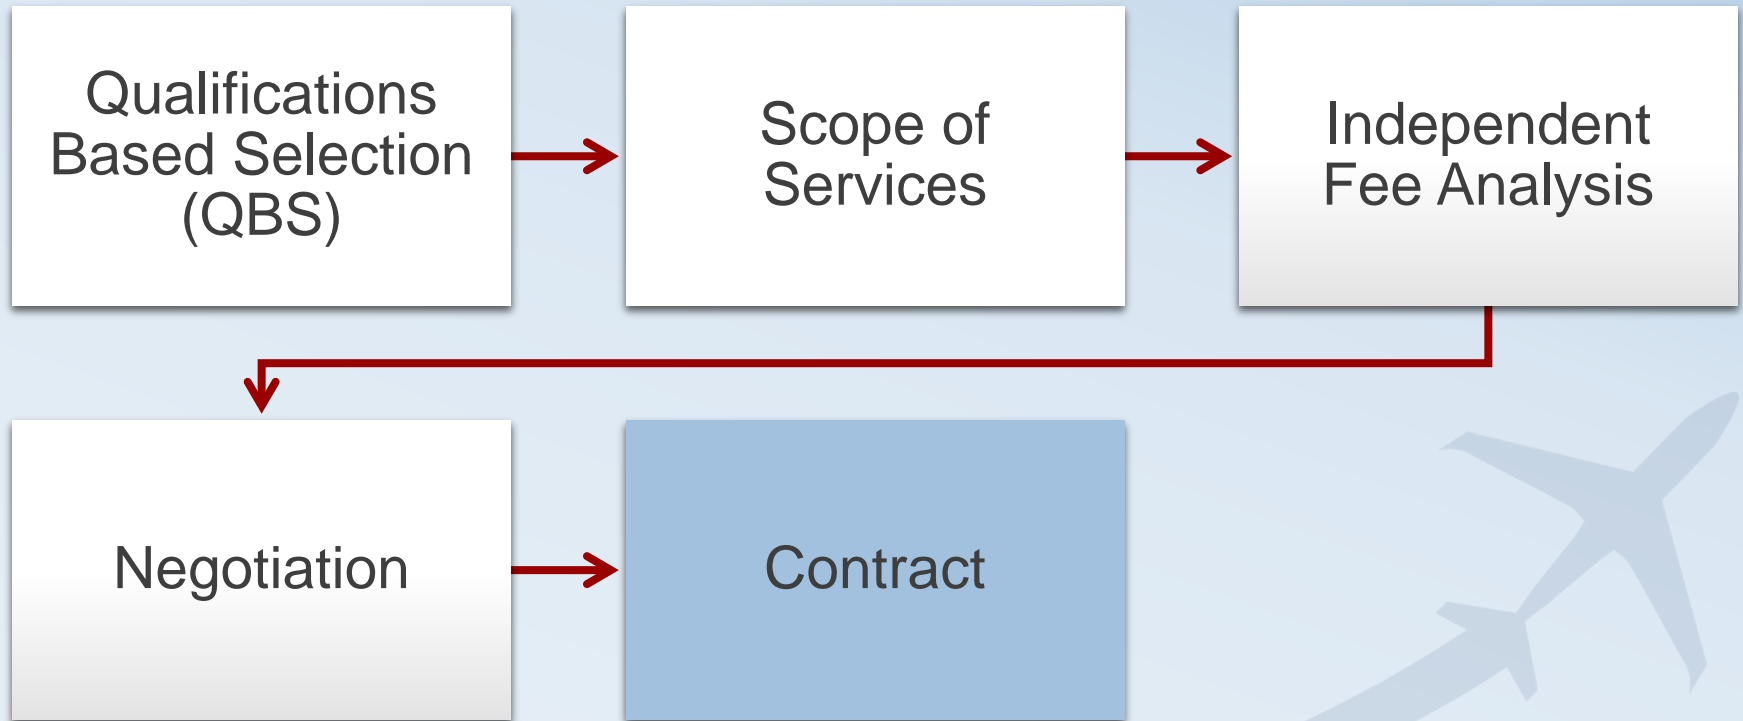 Qualifications
Based Selection
(QBS)
Scope of
Services
Independent
Fee Analysis
Negotiation
Contract